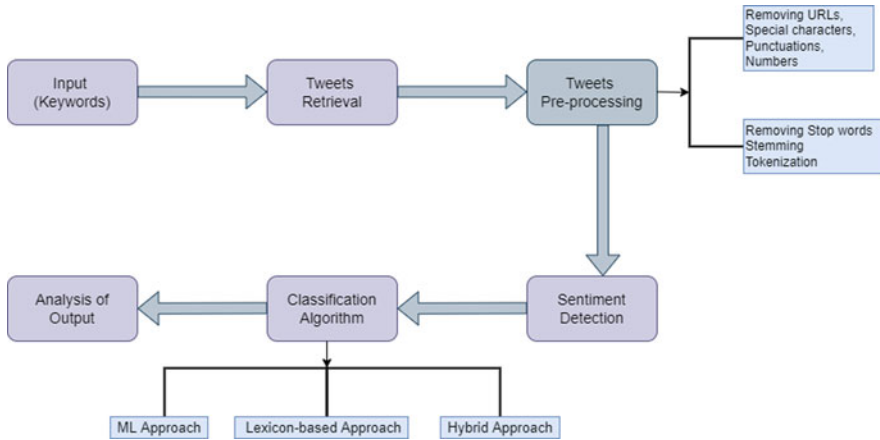 Input
(Keywords)
Tweets
Retrieval
Tweets
Pre-processing
Removing URLs,
Special characters,
Punctuations,
Numbers
Removing Stop words
Stemming
Tokenization
Analysis of
Output
Classification
Algorithm
Sentiment
Detection
ML Approach
Lexicon-based Approach
Hybrid Approach